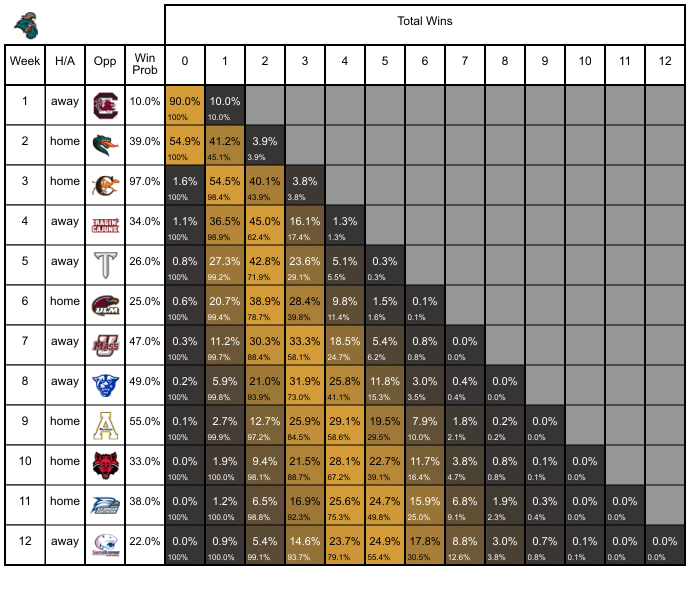 Total Wins
Week H/A Opp Win Prob 0 1 2 3 4 5 6 7 8 9 10 11 12
1 away C 10.0% 90.0% 10.0%
100% 10.0%
2 home 39.0% 54.9% 41.2% 3.9%
100% 45.1% 3.9%
3 home C 97.0% 1.6% 54.5% 40.1% 3.8%
100% 98.4% 43.9% 3.8%
4 away RAGIN CAJUNS 34.0% 1.1% 36.5% 45.0% 16.1% 1.3%
100% 98.9% 62.4% 17.4% 1.3%
5 away T 26.0% 0.8% 27.3% 42.8% 23.6% 5.1% 0.3%
100% 99.2% 71.9% 29.1% 5.5% 0.3%
6 home ULM 25.0% 0.6% 20.7% 38.9% 28.4% 9.8% 1.5% 0.1%
100% 99.4% 78.7% 39.8% 11.4% 1.6% 0.1%
7 away U MASS 47.0% 0.3% 11.2% 30.3% 33.3% 18.5% 5.4% 0.8% 0.0%
100% 99.7% 88.4% 58.1% 24.7% 6.2% 0.8% 0.0%
8 away 49.0% 0.2% 5.9% 21.0% 31.9% 25.8% 11.8% 3.0% 0.4% 0.0%
100% 99.8% 93.9% 73.0% 41.1% 15.3% 3.5% 0.4% 0.0%
9 home A 55.0% 0.1% 2.7% 12.7% 25.9% 29.1% 19.5% 7.9% 1.8% 0.2% 0.0%
100% 99.9% 97.2% 84.5% 58.6% 29.5% 10.0% 2.1% 0.2% 0.0%
10 home 33.0% 0.0% 1.9% 9.4% 21.5% 28.1% 22.7% 11.7% 3.8% 0.8% 0.1% 0.0%
100% 100.0% 98.1% 88.7% 67.2% 39.1% 16.4% 4.7% 0.8% 0.1% 0.0%
11 home 38.0% 0.0% 1.2% 6.5% 16.9% 25.6% 24.7% 15.9% 6.8% 1.9% 0.3% 0.0% 0.0%
100% 100.0% 98.8% 92.3% 75.3% 49.8% 25.0% 9.1% 2.3% 0.4% 0.0% 0.0%
12 away 22.0% 0.0% 0.9% 5.4% 14.6% 23.7% 24.9% 17.8% 8.8% 3.0% 0.7% 0.1% 0.0% 0.0%
100% 100.0% 99.1% 93.7% 79.1% 55.4% 30.5% 12.6% 3.8% 0.8% 0.1% 0.0% 0.0%